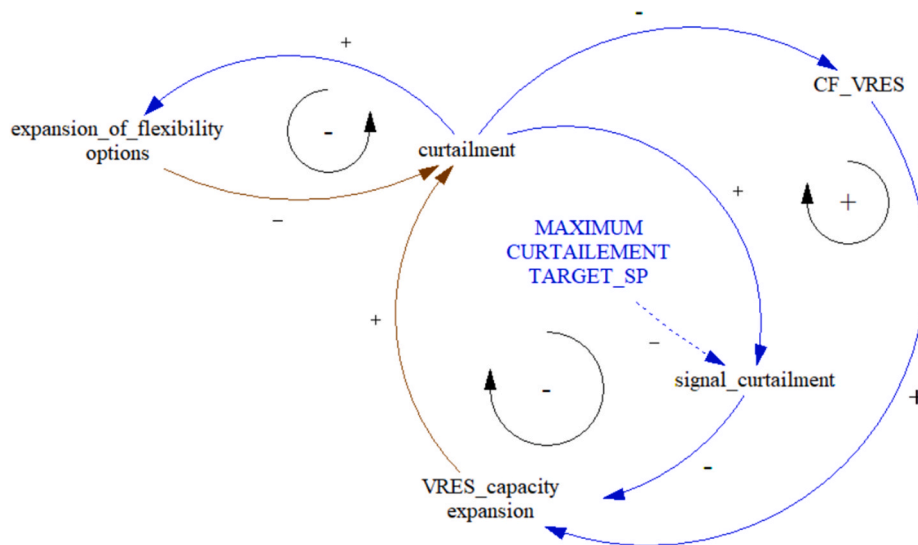 -
+
CF_VRES
expansion_of_flexibility
options
-
curtailment
+
+
–
MAXIMUM
CURTAILEMENT
TARGET_SP
+
–
signal_curtailment
-
+
-
VRES_capacity
expansion